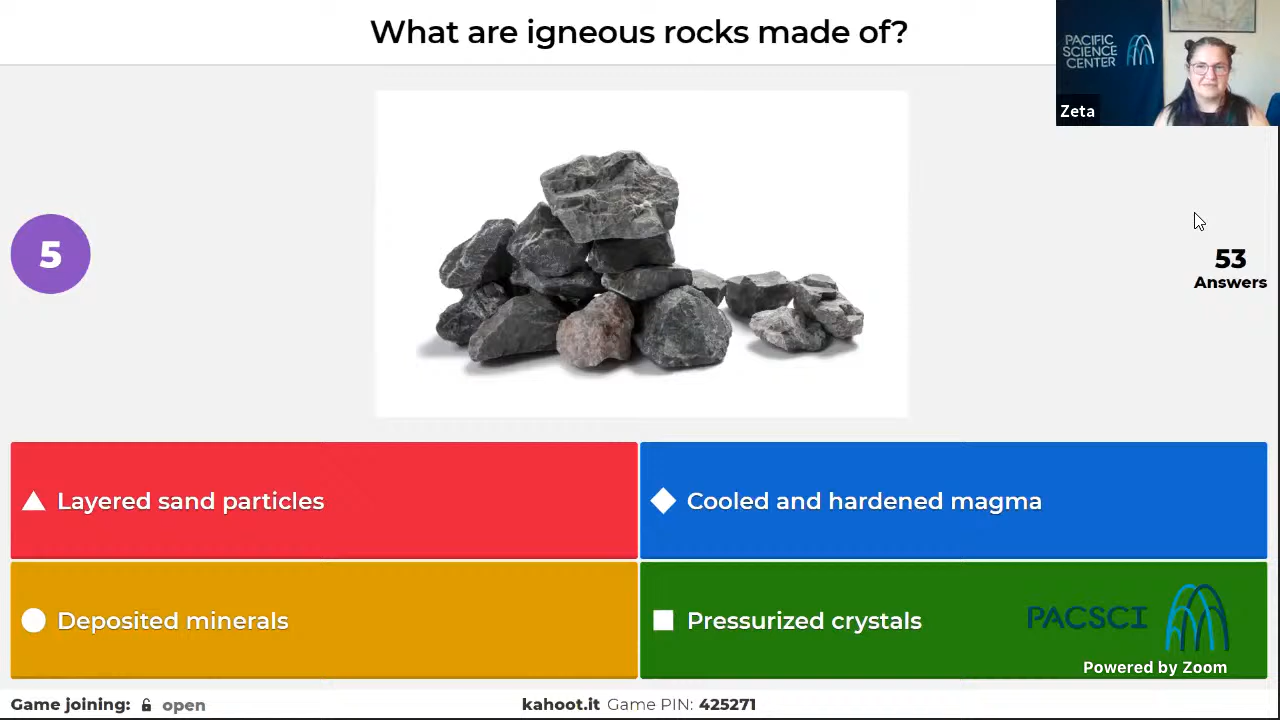 What are igneous rocks made of?
PACIFIC
SCIENCE
CENTER
Zeta
5
53
Answers
Layered sand particles
Cooled and hardened magma
Deposited minerals
Pressurized crystals
PACSCI
Powered by Zoom
Game joining: open
kahoot.it Game PIN: 425271